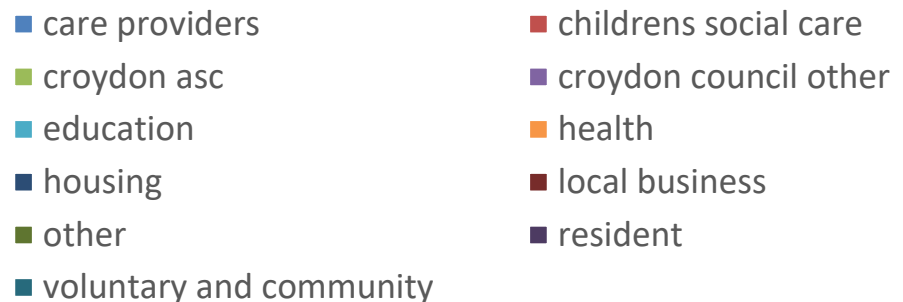 care providers
childrens social care
croydon asc
croydon council other
education
health
housing
local business
other
resident
voluntary and community